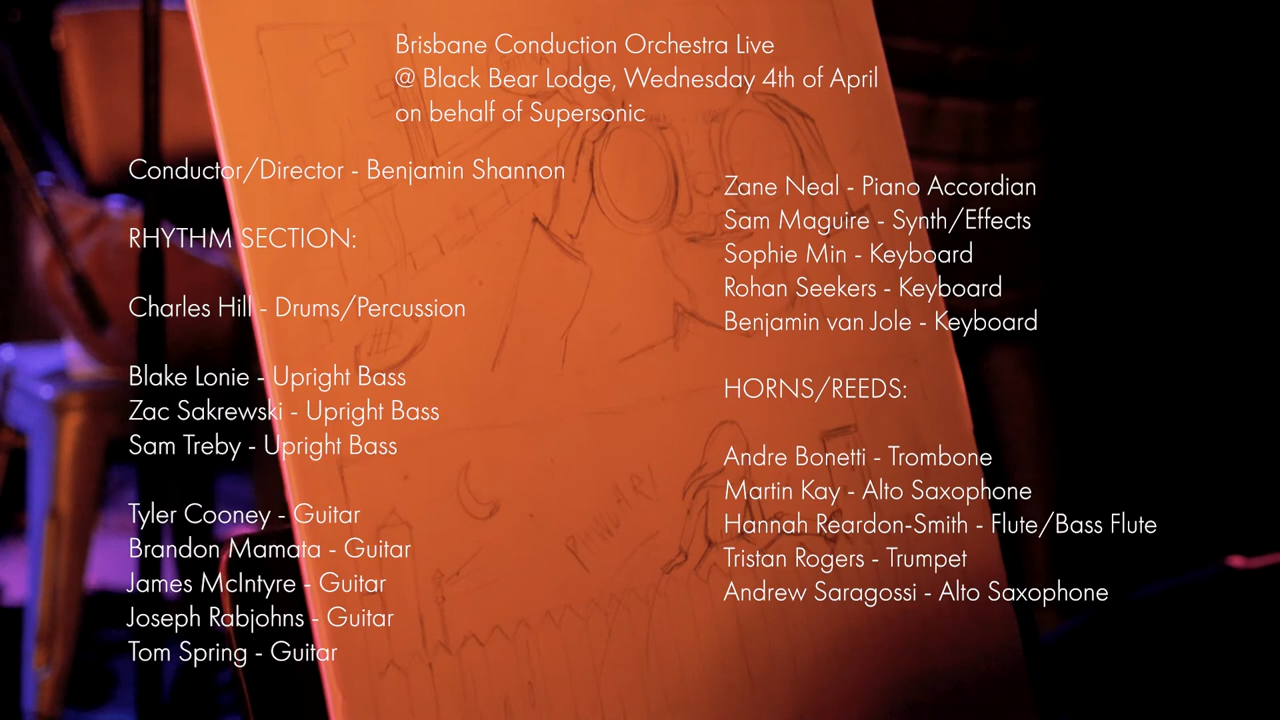 Brisbane Conduction Orchestra Live
@ Black Bear Lodge, Wednesday 4th of April
on behalf of Supersonic
Conductor/Director - Benjamin Shannon
RHYTHM SECTION:
Charles Hill - Drums/Percussion
Blake Lonie - Upright Bass
Zac Sakrewski - Upright Bass
Sam Treby - Upright Bass
Tyler Cooney - Guitar
Brandon Mamata - Guitar
James McIntyre - Guitar
Joseph Rabjohns - Guitar
Tom Spring - Guitar
Zane Neal - Piano Accordian
Sam Maguire - Synth/Effects
Sophie Min - Keyboard
Rohan Seekers - Keyboard
Benjamin van Jole - Keyboard
HORNS/REEDS:
Andre Bonetti - Trombone
Martin Kay - Alto Saxophone
Hannah Reardon-Smith - Flute/Bass Flute
Tristan Rogers - Trumpet
Andrew Saragossi - Alto Saxophone